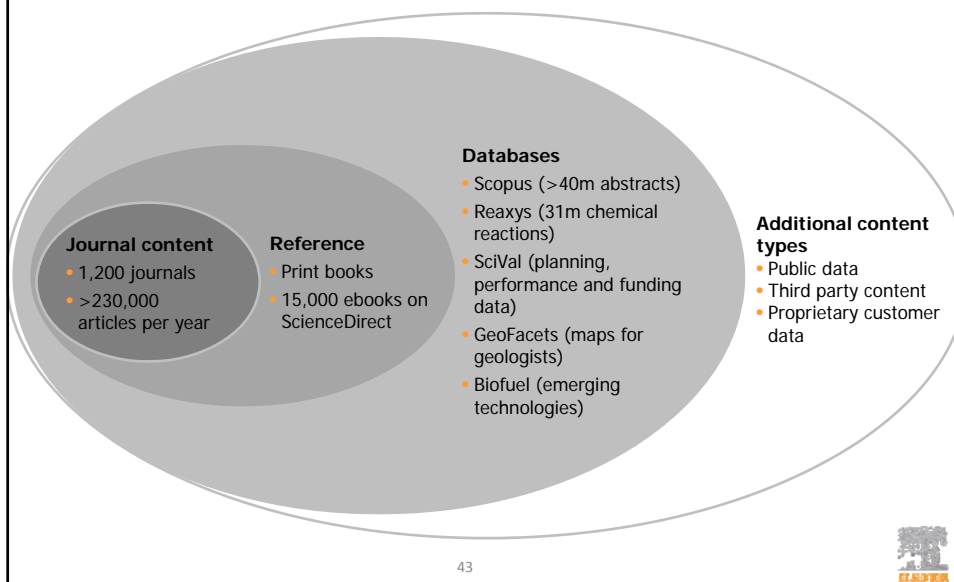 Journal content
• 1,200 journals
• >230,000
articles per year
Reference
• Print books
• 15,000 ebooks on
ScienceDirect
Databases
• Scopus (>40m abstracts)
• Reaxys (31m chemical
reactions)
• SciVal (planning,
performance and funding
data)
• GeoFacets (maps for
geologists)
• Biofuel (emerging
technologies)
Additional content
types
• Public data
• Third party content
• Proprietary customer
data
43
ELSEVIER